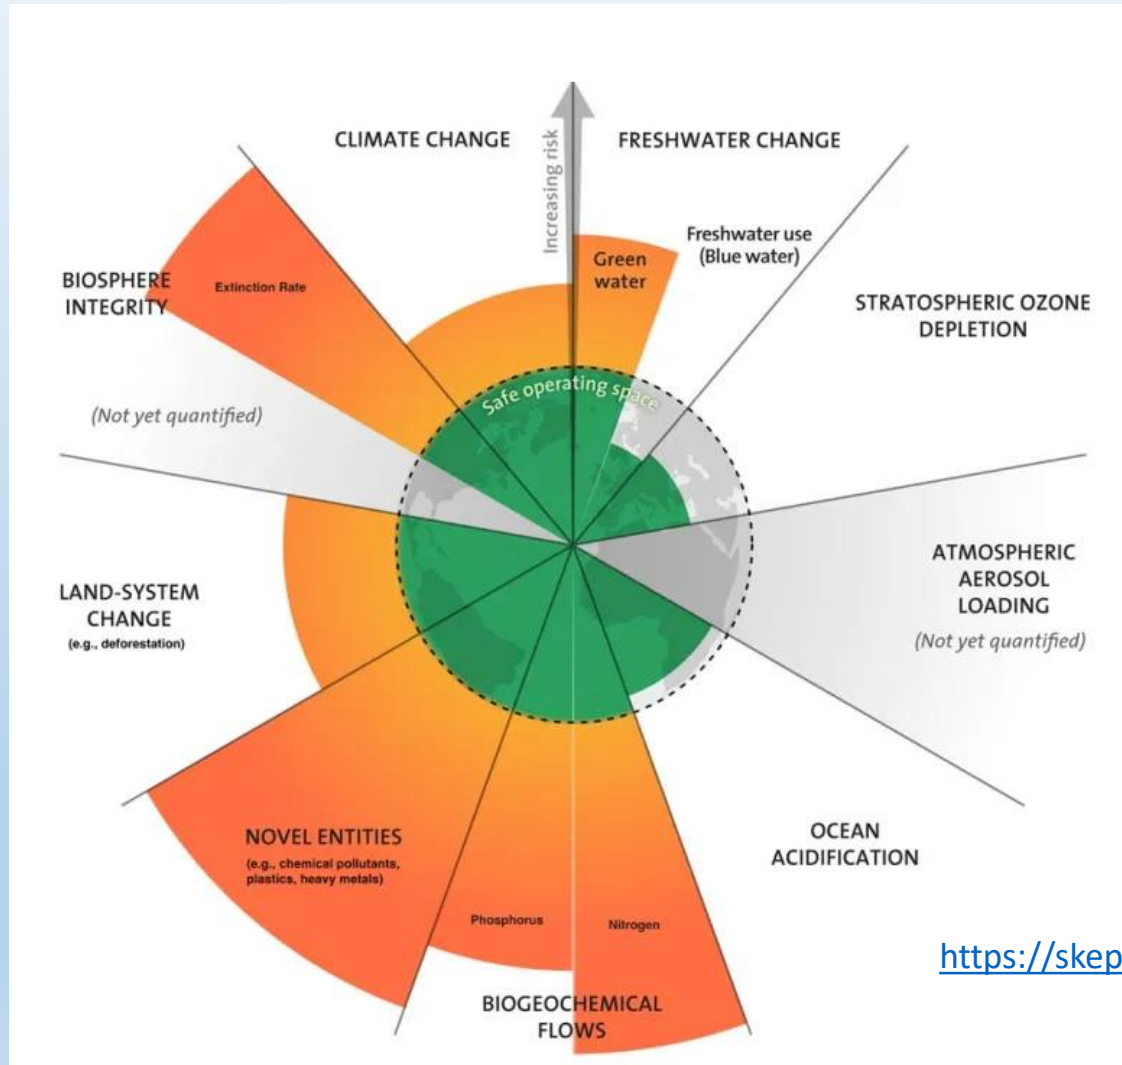 CLIMATE CHANGE
Increasing risk
FRESHWATER CHANGE
Green
water
Freshwater use
(Blue water)
STRATOSPHERIC OZONE
DEPLETION
BIOSPHERE
INTEGRITY
Extinction Rate
(Not yet quantified)
Safe operating space
ATMOSPHERIC
AEROSOL
LOADING
(Not yet quantified)
LAND-SYSTEM
CHANGE
(e.g., deforestation)
NOVEL ENTITIES
(e.g., chemical pollutants,
plastics, heavy metals)
Phosphorus
Nitrogen
OCEAN
ACIDIFICATION
BIOGEOCHEMICAL
FLOWS
https://skep